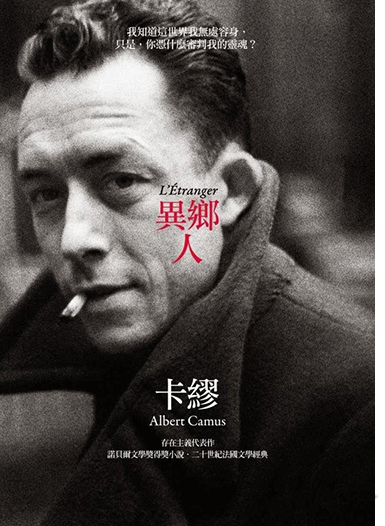 我知道這世界我無處容身，
只是，你憑什麼審判我的靈魂？
L'Étranger
異鄉
人
卡繆
Albert Camus
存在主義代表作
諾貝爾文學獎得獎小說．二十世紀法國文學經典